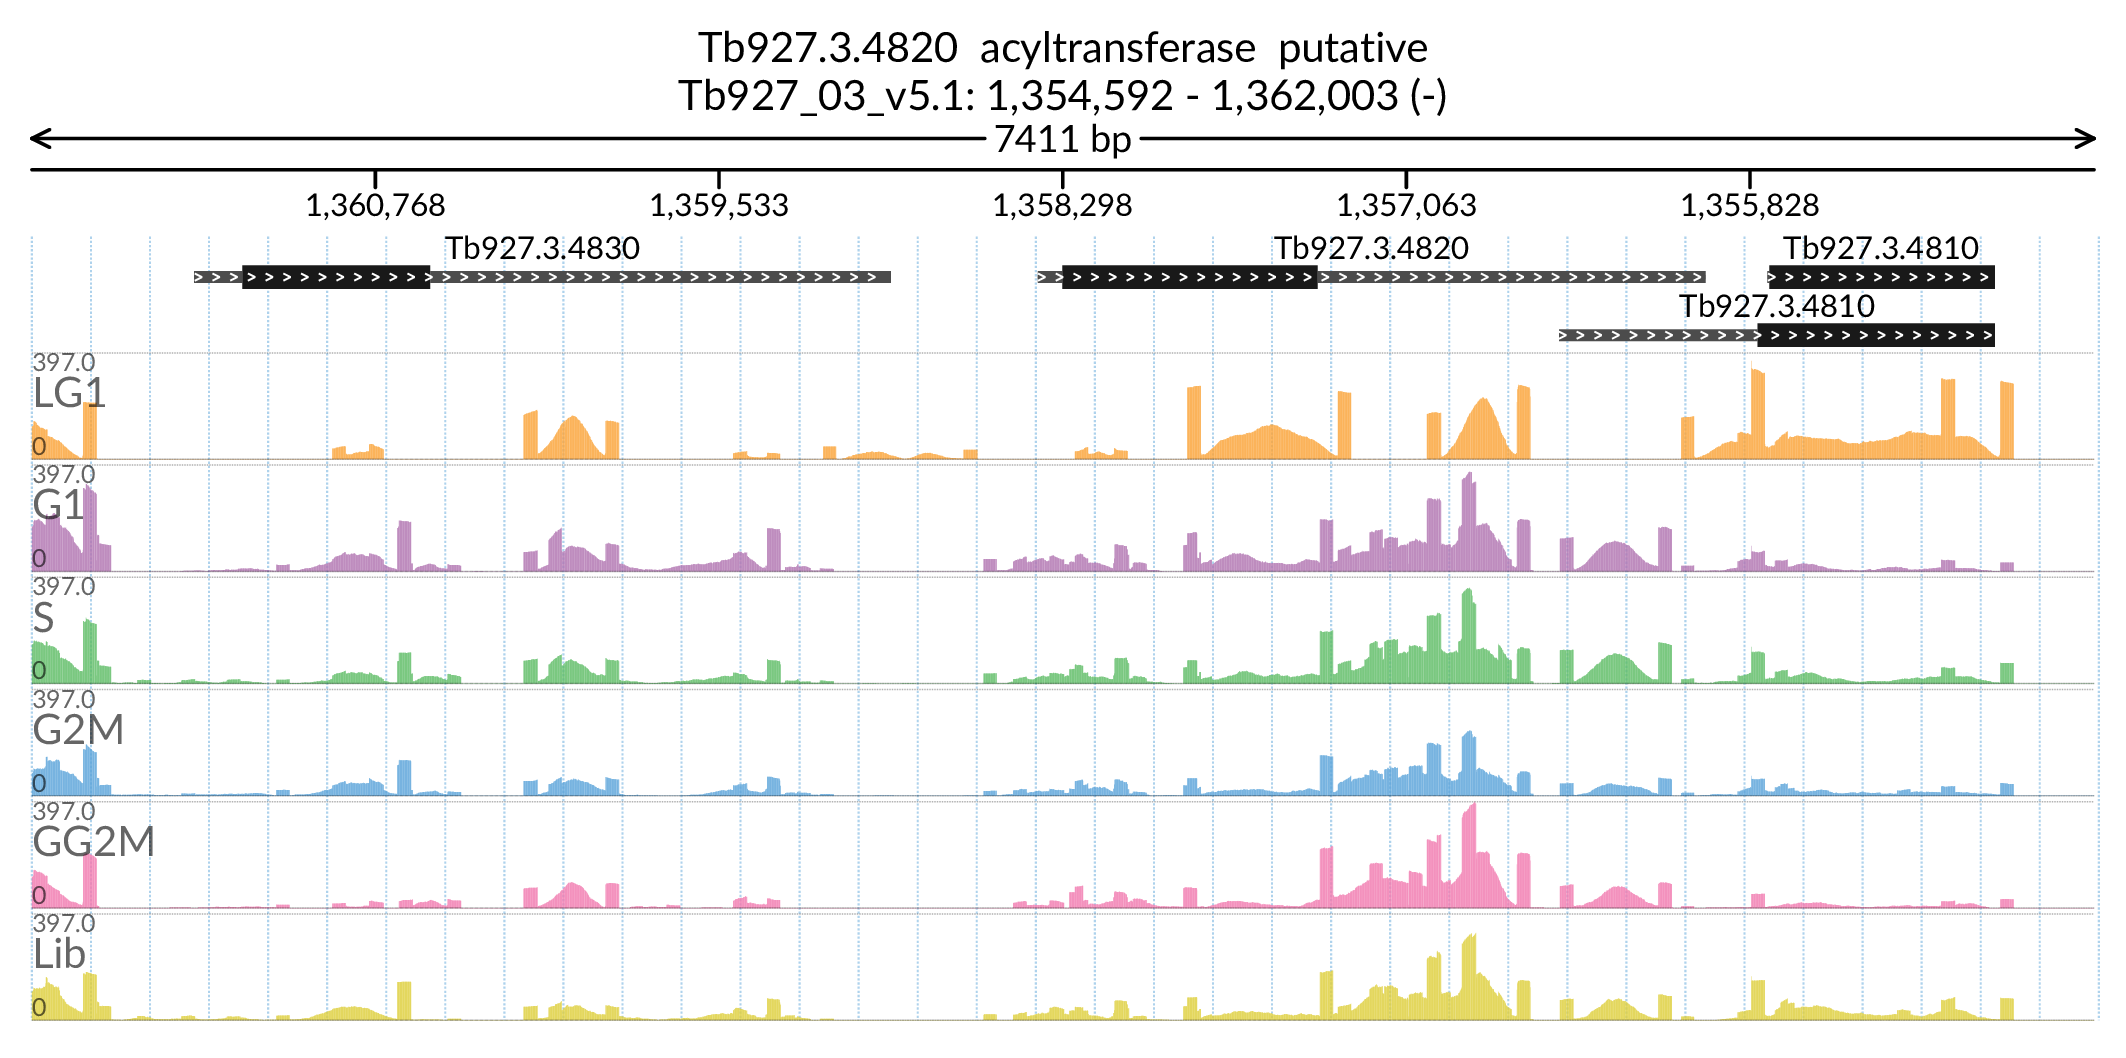 Tb927.3.4820 acyltransferase putative
Tb927_03_v5.1: 1,354,592 - 1,362,003 (-)
7411 bp
1,360,768 1,359,533 1,358,298 1,357,063 1,355,828
Tb927.3.4830 Tb927.3.4820 Tb927.3.4810
Tb927.3.4810
397.0
LG1
0
397.0
G1
0
397.0
S
0
397.0
G2M
0
397.0
GG2M
0
397.0
Lib
0